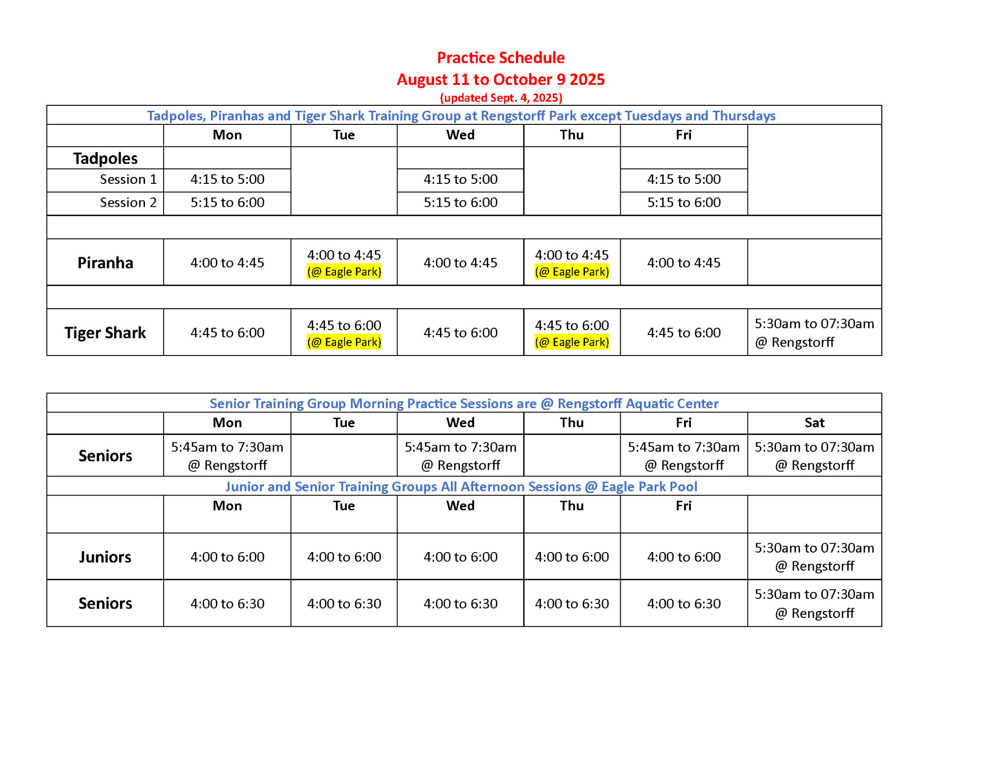 Practice Schedule
August 11 to October 9 2025
(updated Sept. 4, 2025)
Tadpoles, Piranhas and Tiger Shark Training Group at Rengstorff Park except Tuesdays and Thursdays
Mon Tue Wed Thu Fri
Tadpoles
Session 1 4:15 to 5:00 4:15 to 5:00 4:15 to 5:00
Session 2 5:15 to 6:00 5:15 to 6:00 5:15 to 6:00
Piranha 4:00 to 4:45 4:00 to 4:45 4:00 to 4:45 4:00 to 4:45 4:00 to 4:45
(@ Eagle Park) (@ Eagle Park)
Tiger Shark 4:45 to 6:00 4:45 to 6:00 4:45 to 6:00 4:45 to 6:00 4:45 to 6:00 5:30am to 07:30am
(@ Eagle Park) (@ Eagle Park) @ Rengstorff
Senior Training Group Morning Practice Sessions are @ Rengstorff Aquatic Center
Mon Tue Wed Thu Fri Sat
Seniors 5:45am to 7:30am 5:45am to 7:30am 5:45am to 7:30am 5:30am to 07:30am
@ Rengstorff @ Rengstorff @ Rengstorff @ Rengstorff
Junior and Senior Training Groups All Afternoon Sessions @ Eagle Park Pool
Mon Tue Wed Thu Fri
Juniors 4:00 to 6:00 4:00 to 6:00 4:00 to 6:00 4:00 to 6:00 4:00 to 6:00 5:30am to 07:30am
@ Rengstorff
Seniors 4:00 to 6:30 4:00 to 6:30 4:00 to 6:30 4:00 to 6:30 4:00 to 6:30 5:30am to 07:30am
@ Rengstorff